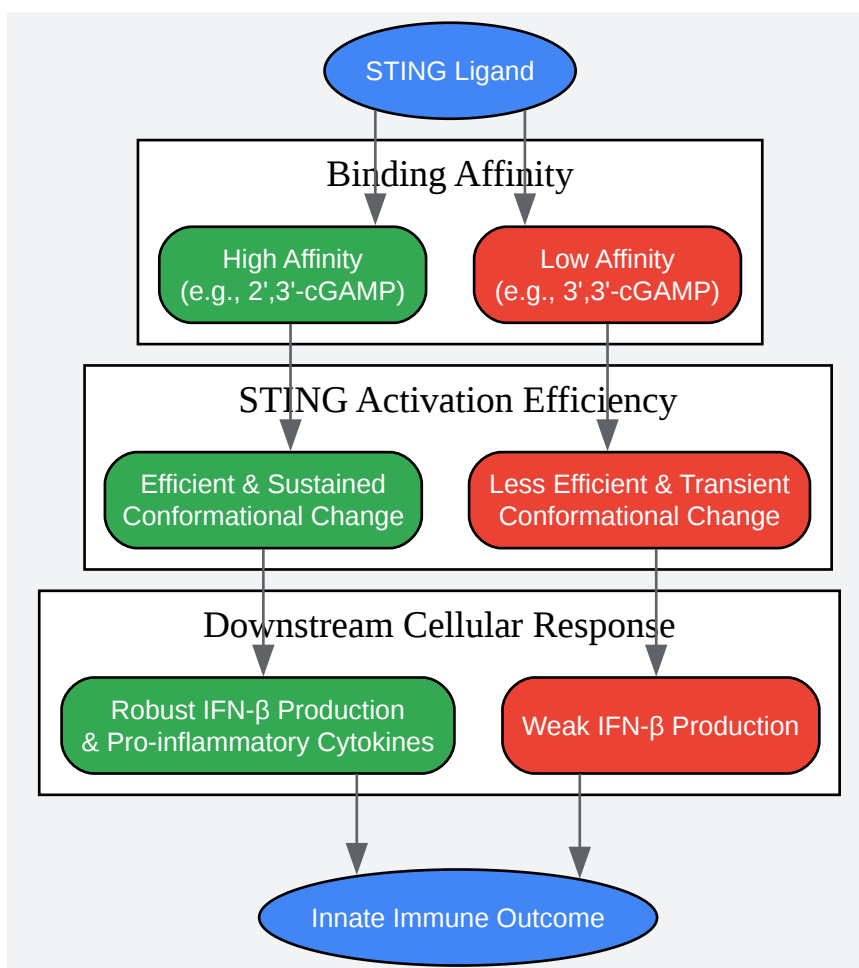 STING Ligand
Binding Affinity
High Affinity
(e.g., 2',3'-cGAMP)
Low Affinity
(e.g., 3',3'-cGAMP)
STING Activation Efficiency
Efficient & Sustained
Conformational Change
Less Efficient & Transient
Conformational Change
Downstream Cellular Response
Robust IFN-β Production
& Pro-inflammatory Cytokines
Weak IFN-β Production
Innate Immune Outcome